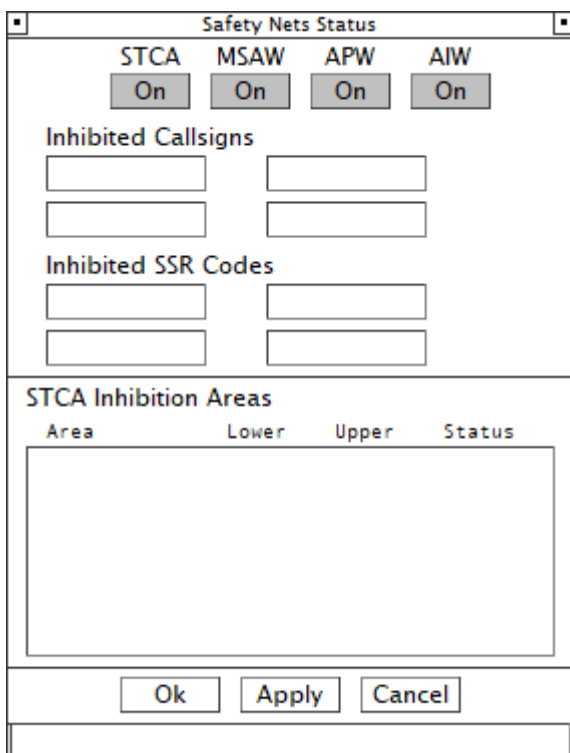 Safety Nets Status
STCA MSAW APW AIW
On On On On
Inhibited Callsigns
Inhibited SSR Codes
STCA Inhibition Areas
Area Lower Upper Status
Ok Apply Cancel